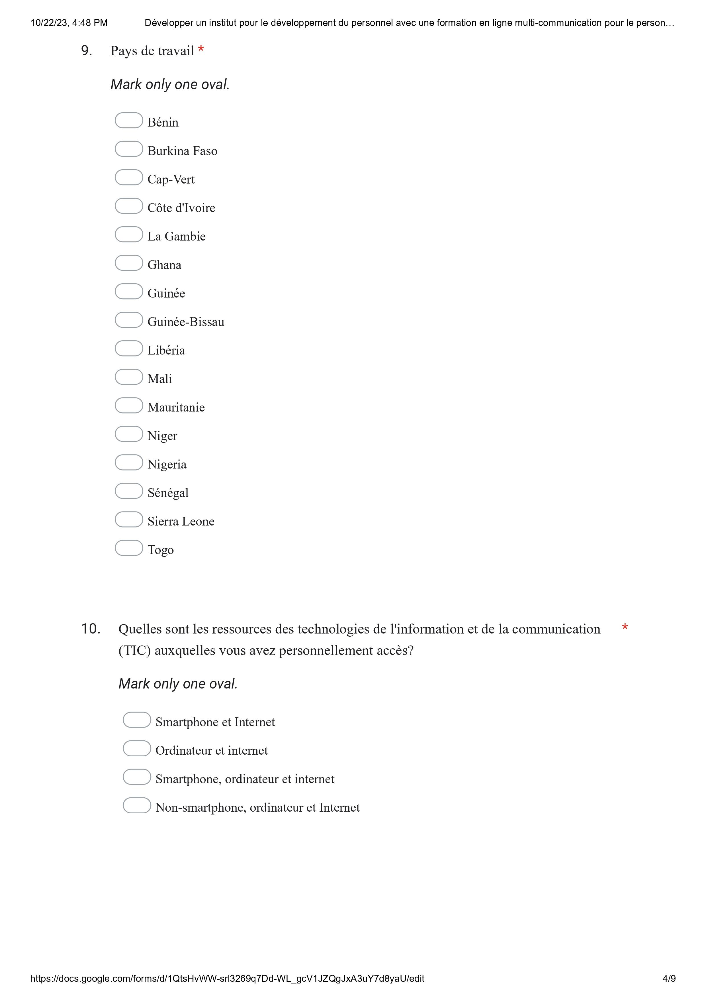 10/22/23, 4:48 PM Développer un institut pour le développement du personnel avec une formation en ligne multi-communication pour le person…
9. Pays de travail *
Mark only one oval.
Bénin
Burkina Faso
Cap-Vert
Côte d'Ivoire
La Gambie
Ghana
Guinée
Guinée-Bissau
Libéria
Mali
Mauritanie
Niger
Nigeria
Sénégal
Sierra Leone
Togo
10. Quelles sont les ressources des technologies de l'information et de la communication *
(TIC) auxquelles vous avez personnellement accès?
Mark only one oval.
Smartphone et Internet
Ordinateur et internet
Smartphone, ordinateur et internet
Non-smartphone, ordinateur et Internet
https://docs.google.com/forms/d/1QtsHvWW-srl3269q7Dd-WL_gcV1JZQgJxA3uY7d8yaU/edit 4/9